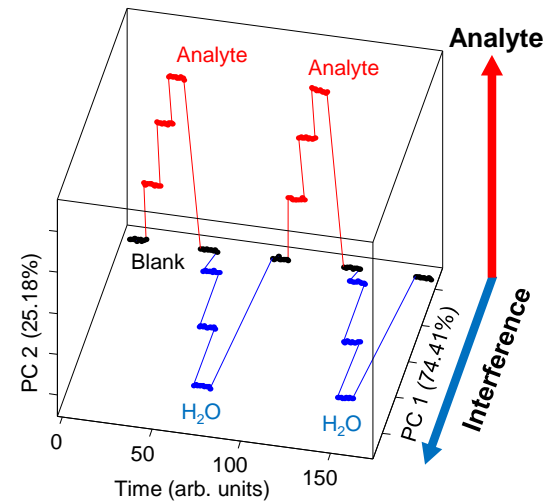 Analyte
Analyte
Analyte
Blank
H₂O
H₂O
PC 2 (25.18%)
0
50
100
150
Time (arb. units)
PC 1 (74.41%)
Interference